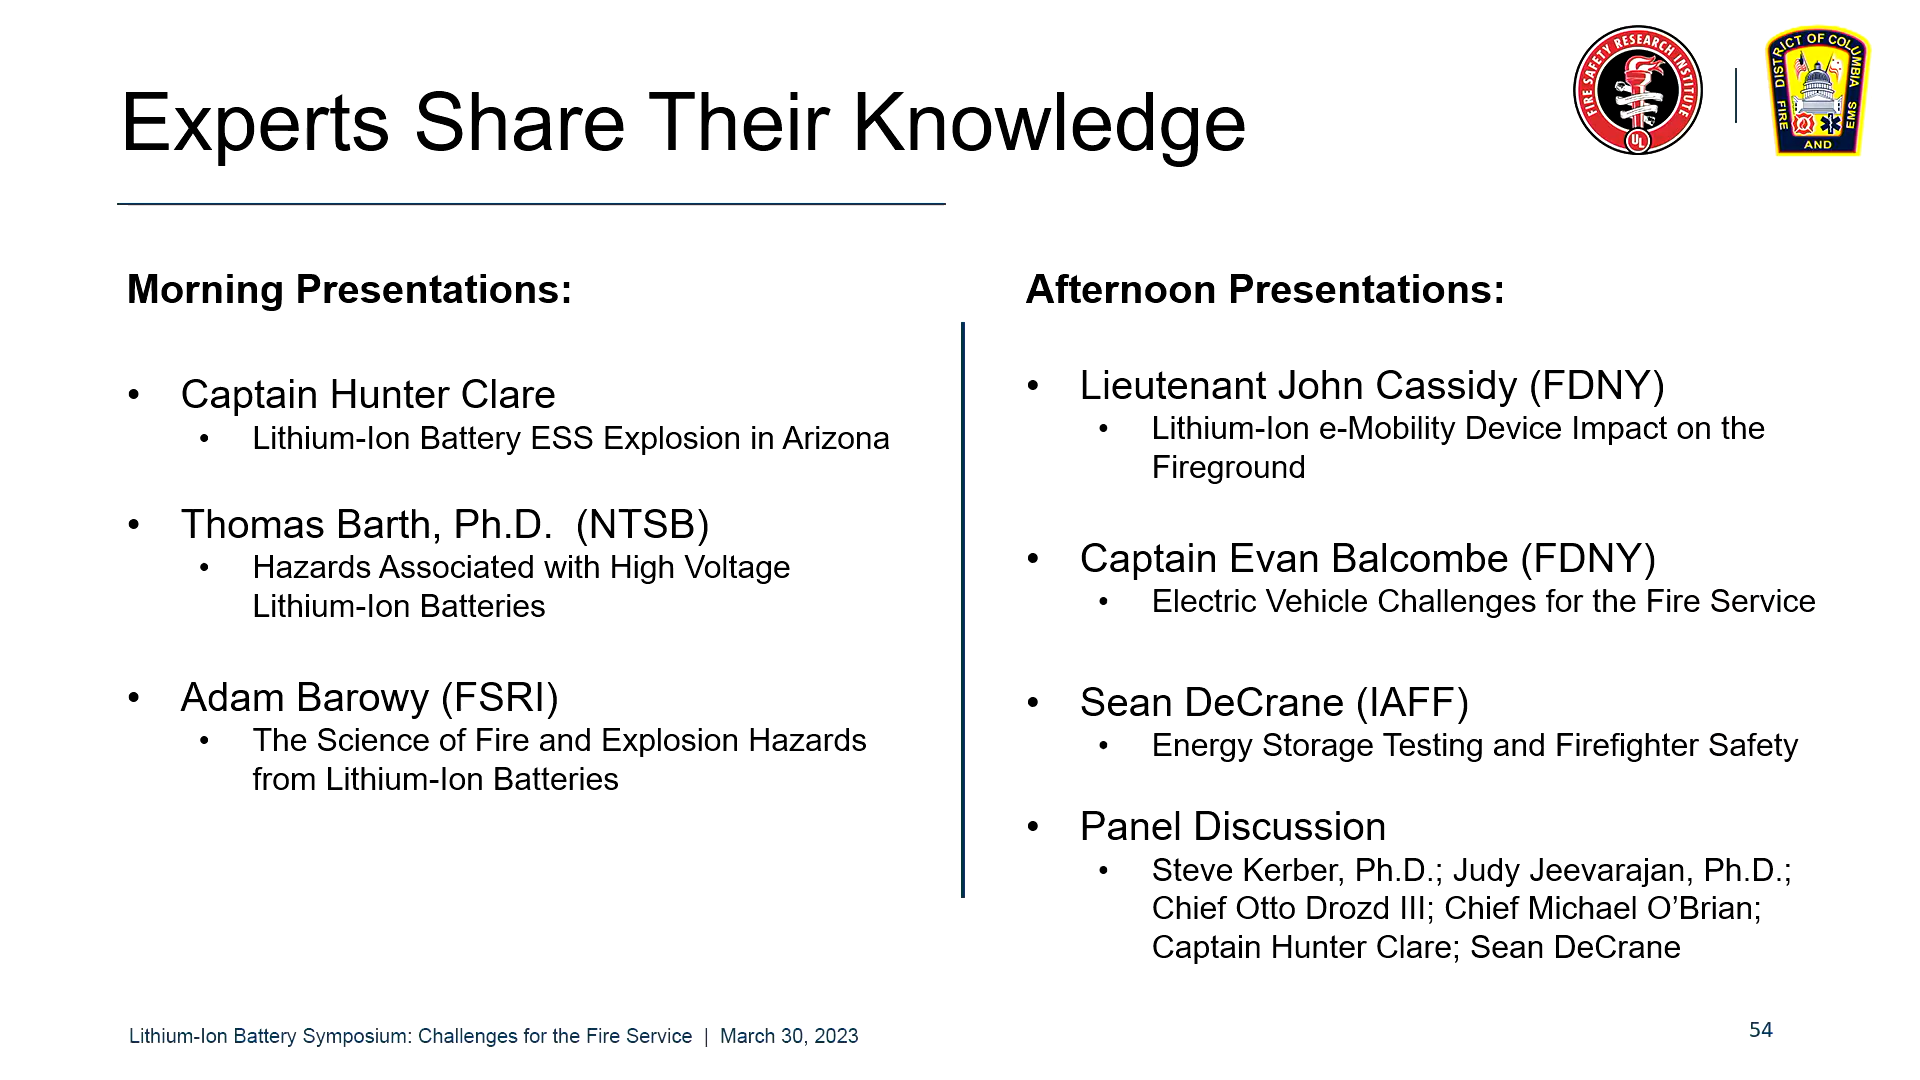 Experts Share Their Knowledge
FIRE SAFETY RESEARCH INSTITUTE
UL
DISTRICT OF COLUMBIA
FIRE
AND
EMS
Morning Presentations:
• Captain Hunter Clare
• Lithium-Ion Battery ESS Explosion in Arizona
• Thomas Barth, Ph.D.  (NTSB)
• Hazards Associated with High Voltage
Lithium-Ion Batteries
• Adam Barowy (FSRI)
• The Science of Fire and Explosion Hazards
from Lithium-Ion Batteries
Afternoon Presentations:
• Lieutenant John Cassidy (FDNY)
• Lithium-Ion e-Mobility Device Impact on the
Fireground
• Captain Evan Balcombe (FDNY)
• Electric Vehicle Challenges for the Fire Service
• Sean DeCrane (IAFF)
• Energy Storage Testing and Firefighter Safety
• Panel Discussion
• Steve Kerber, Ph.D.; Judy Jeevarajan, Ph.D.;
Chief Otto Drozd III; Chief Michael O’Brian;
Captain Hunter Clare; Sean DeCrane
Lithium-Ion Battery Symposium: Challenges for the Fire Service | March 30, 2023
54